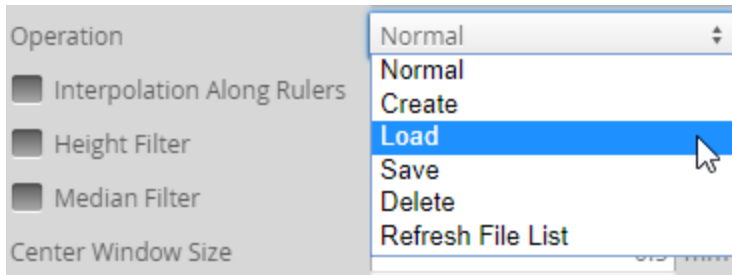 Operation
Normal
Normal
Interpolation Along Rulers
Create
Load
Height Filter
Save
Median Filter
Delete
Refresh File List
Center Window Size